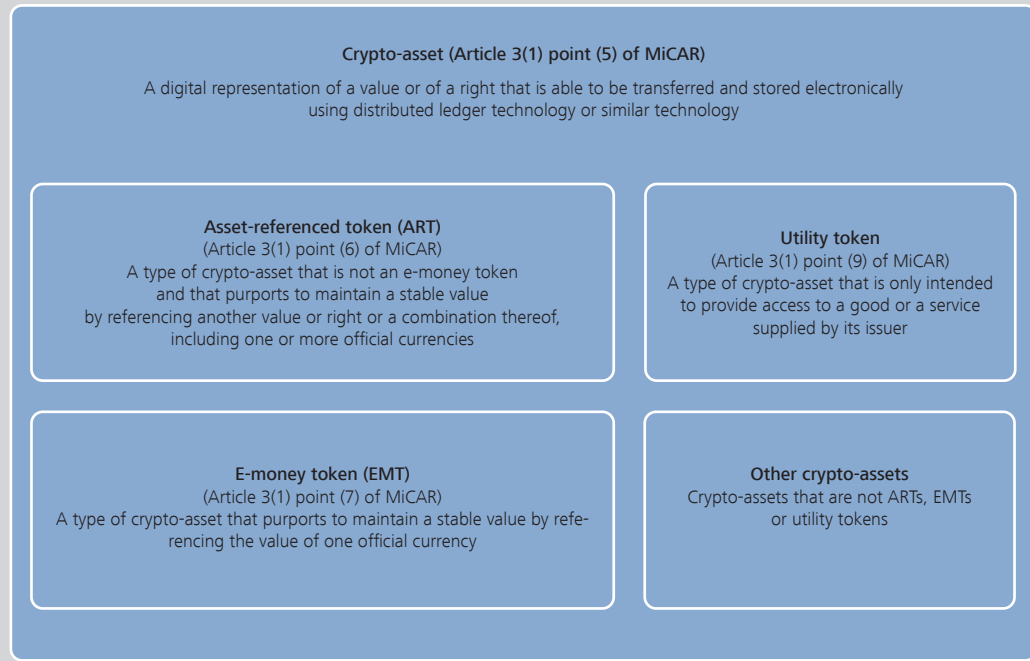 Crypto-asset (Article 3(1) point (5) of MiCAR)
A digital representation of a value or of a right that is able to be transferred and stored electronically
using distributed ledger technology or similar technology
Asset-referenced token (ART)
(Article 3(1) point (6) of MiCAR)
A type of crypto-asset that is not an e-money token
and that purports to maintain a stable value
by referencing another value or right or a combination thereof,
including one or more official currencies
Utility token
(Article 3(1) point (9) of MiCAR)
A type of crypto-asset that is only intended
to provide access to a good or a service
supplied by its issuer
E-money token (EMT)
(Article 3(1) point (7) of MiCAR)
A type of crypto-asset that purports to maintain a stable value by refe-
rencing the value of one official currency
Other crypto-assets
Crypto-assets that are not ARTs, EMTs
or utility tokens